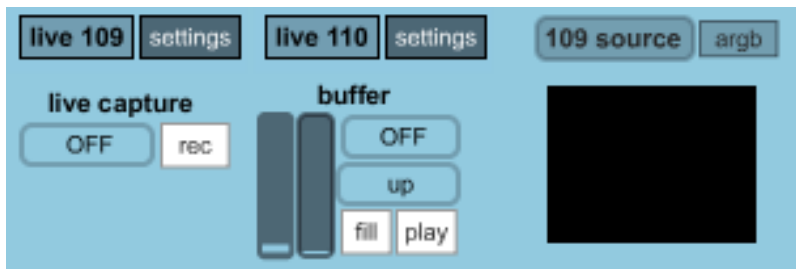 live 109 settings live 110 settings 109 source argb
live capture buffer
OFF rec OFF
up
fill play